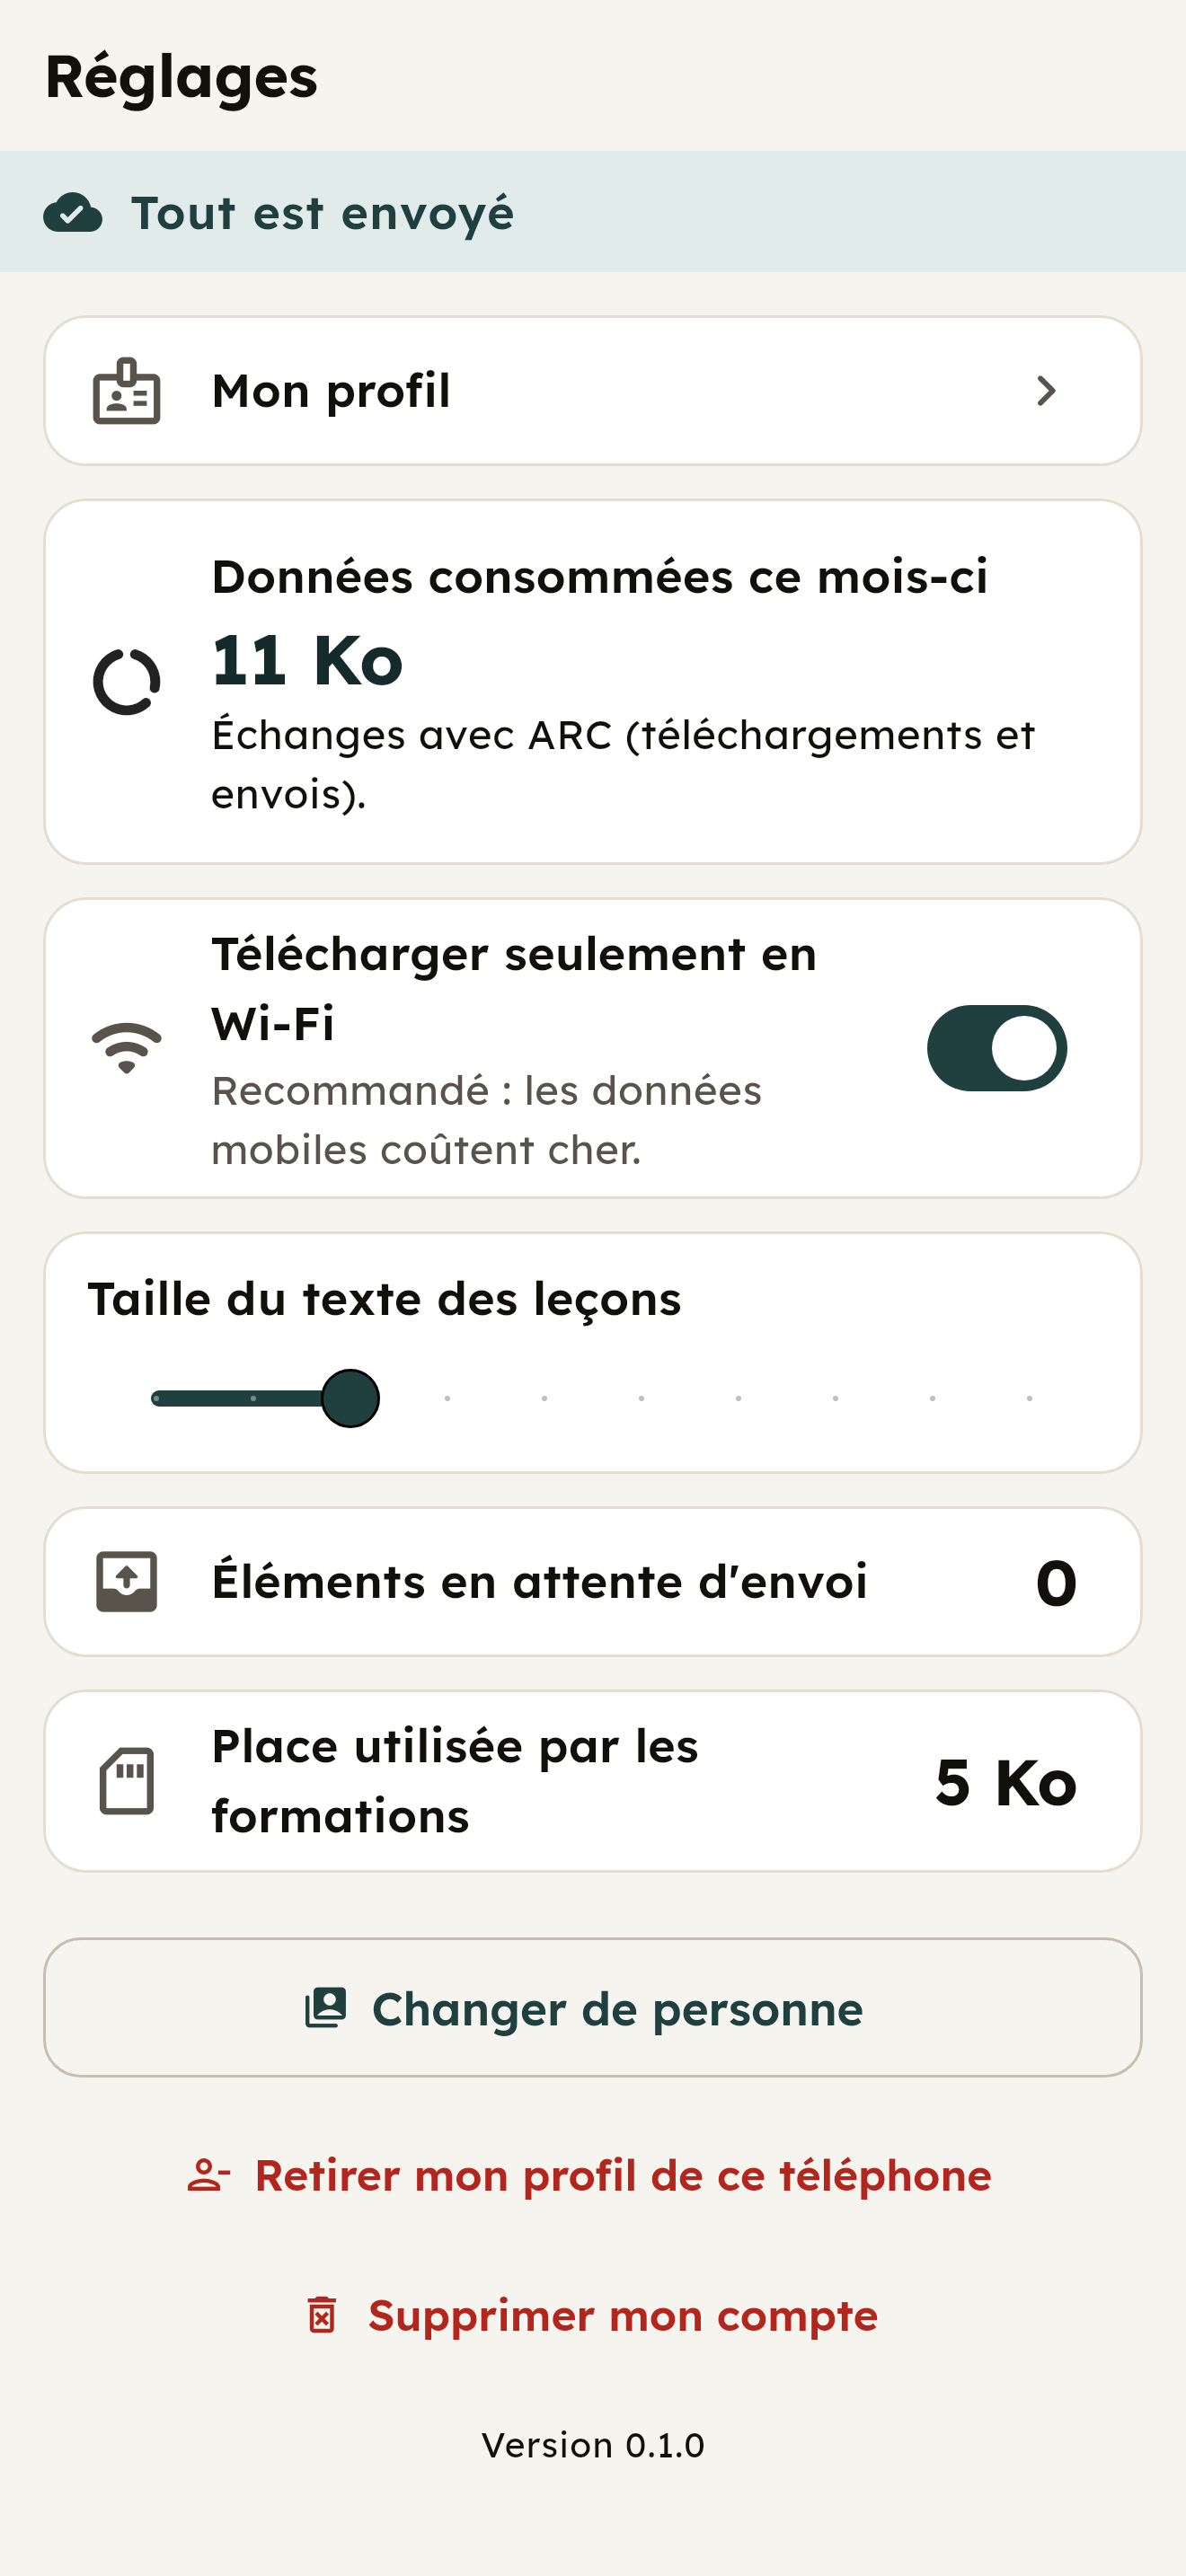 Réglages
Tout est envoyé
Mon profil
Données consommées ce mois-ci
11 Ko
Échanges avec ARC (téléchargements et
envois).
Télécharger seulement en
Wi-Fi
Recommandé : les données
mobiles coûtent cher.
Taille du texte des leçons
Éléments en attente d'envoi
0
Place utilisée par les
formations
5 Ko
Changer de personne
Retirer mon profil de ce téléphone
Supprimer mon compte
Version 0.1.0